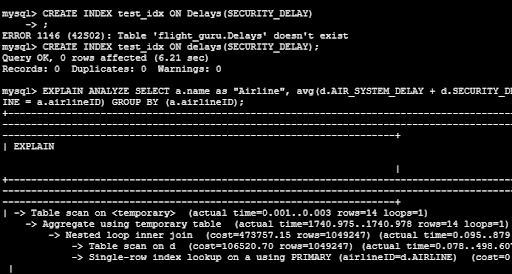 mysql> CREATE INDEX test_idx ON Delays(SECURITY_DELAY)
    -> ;
ERROR 1146 (42S02): Table 'flight_guru.Delays' doesn't exist
mysql> CREATE INDEX test_idx ON delays(SECURITY_DELAY);
Query OK, 0 rows affected (6.21 sec)
Records: 0  Duplicates: 0  Warnings: 0
mysql> EXPLAIN ANALYZE SELECT a.name as "Airline", avg(d.AIR_SYSTEM_DELAY + d.SECURITY_D
INE = a.airlineID) GROUP BY (a.airlineID);
| EXPLAIN
|
| -> Table scan on <temporary>  (actual time=0.001..0.003 rows=14 loops=1)
    -> Aggregate using temporary table  (actual time=1740.975..1740.978 rows=14 loops=1)
        -> Nested loop inner join  (cost=473757.15 rows=1049247) (actual time=0.095..879
            -> Table scan on d  (cost=106520.70 rows=1049247) (actual time=0.078..498.607
            -> Single-row index lookup on a using PRIMARY (airlineID=d.AIRLINE)  (cost=0
|